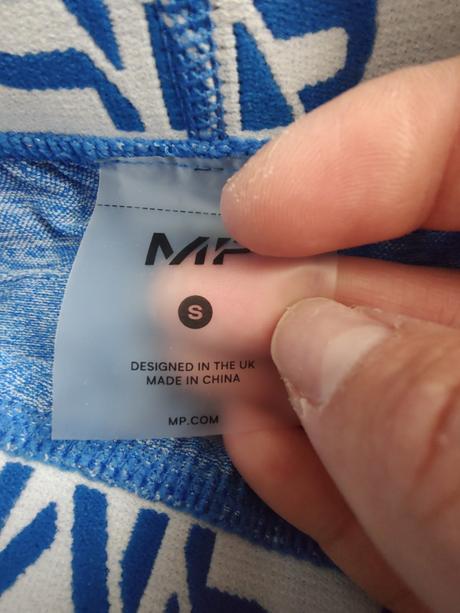 MP
S
DESIGNED IN THE UK
MADE IN CHINA
MP.COM